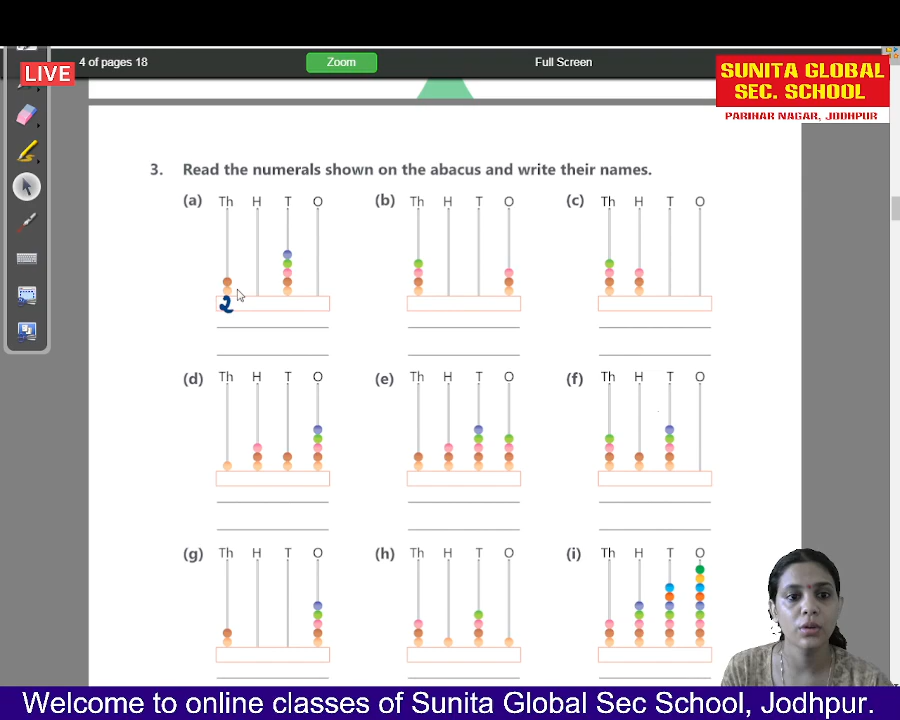 LIVE
4 of pages 18
Zoom
Full Screen
SUNITA GLOBAL
SEC. SCHOOL
PARIHAR NAGAR, JODHPUR
3. Read the numerals shown on the abacus and write their names.
(a) Th H T O
(b) Th H T O
(c) Th H T O
2
(d) Th H T O
(e) Th H T O
(f) Th H T O
(g) Th H T O
(h) Th H T O
(i) Th H T O
Welcome to online classes of Sunita Global Sec School, Jodhpur.